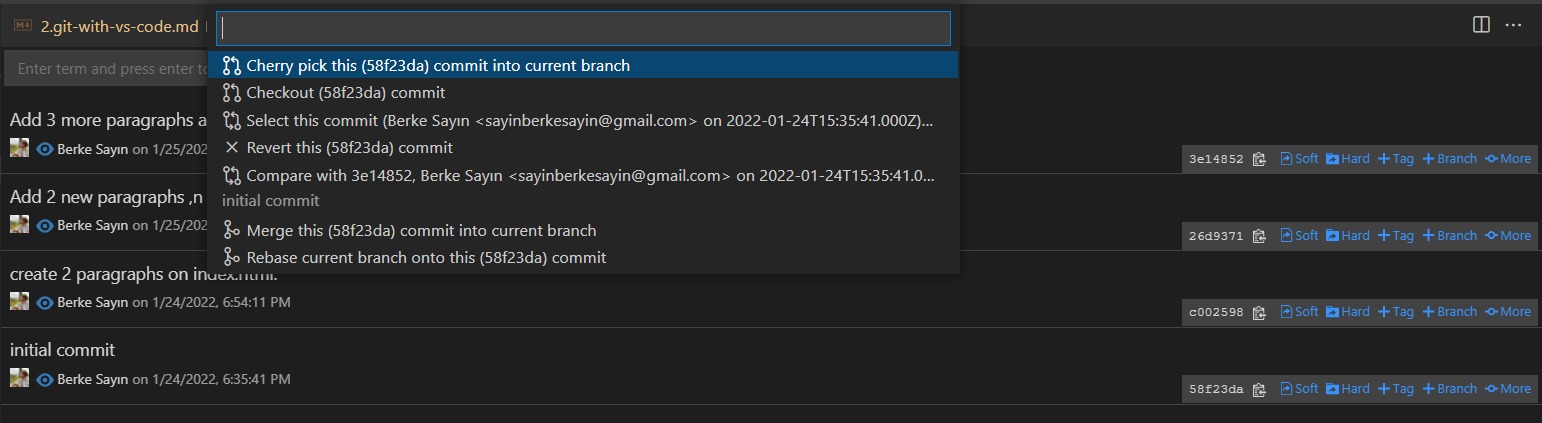 2.git-with-vs-code.md
Enter term and press enter to
Cherry pick this (58f23da) commit into current branch
Checkout (58f23da) commit
Select this commit (Berke Sayın <sayinberkesayin@gmail.com> on 2022-01-24T15:35:41.000Z)...
Revert this (58f23da) commit
Compare with 3e14852, Berke Sayın <sayinberkesayin@gmail.com> on 2022-01-24T15:35:41.0...
initial commit
Merge this (58f23da) commit into current branch
Rebase current branch onto this (58f23da) commit
Add 3 more paragraphs a
Berke Sayın on 1/25/202
3e14852 Soft Hard Tag Branch More
Add 2 new paragraphs ,n
Berke Sayın on 1/25/202
26d9371 Soft Hard Tag Branch More
create 2 paragraphs on index.html.
Berke Sayın on 1/24/2022, 6:54:11 PM
c002598 Soft Hard Tag Branch More
initial commit
Berke Sayın on 1/24/2022, 6:35:41 PM
58f23da Soft Hard Tag Branch More